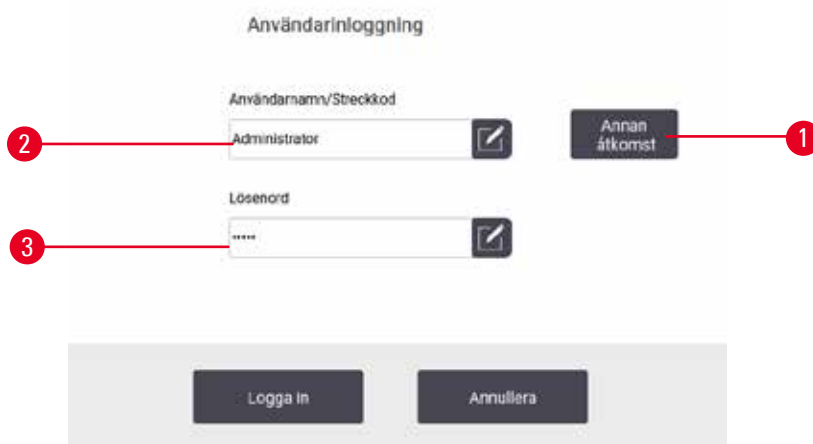 Användarinloggning
Användarnamn/Streckkod
2
Administrator
Annan
åtkomst
1
Lösenord
3
•••••
Logga in
Annullera